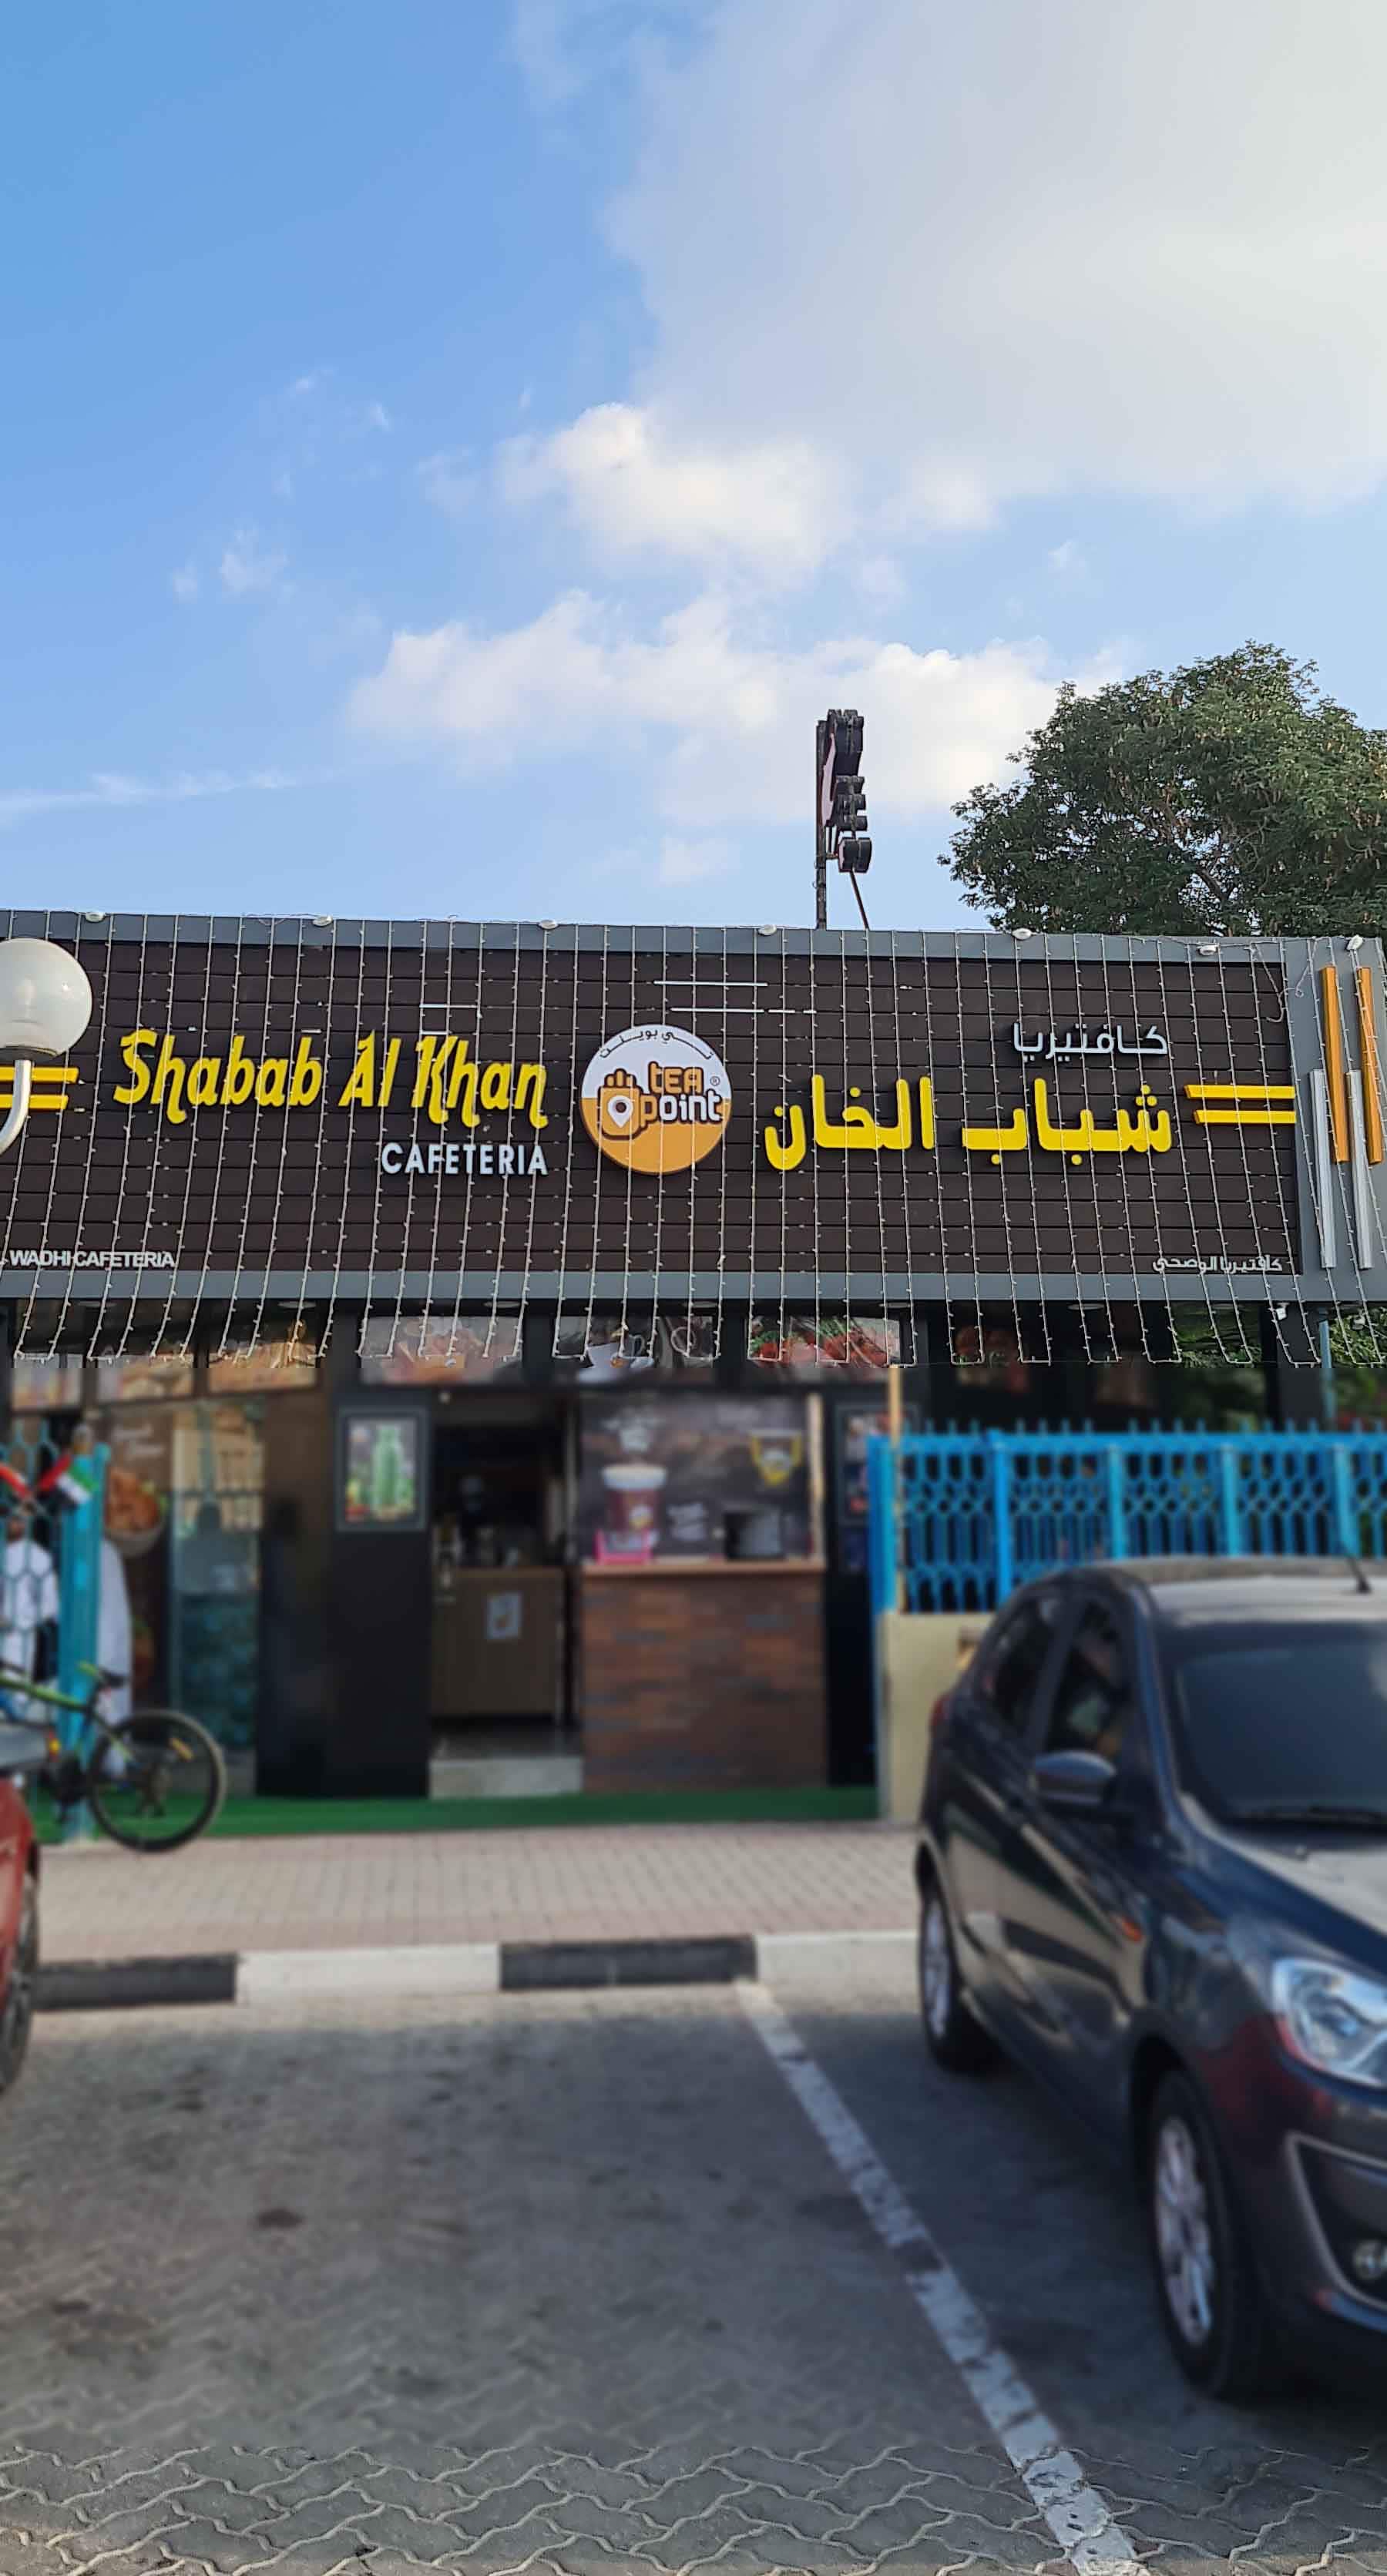 Shabab Al Khan
CAFETERIA
تي بوينت
TEA
point
كافتيريا
شباب الخان
WADHI CAFETERIA
كافتيريا الوضحي